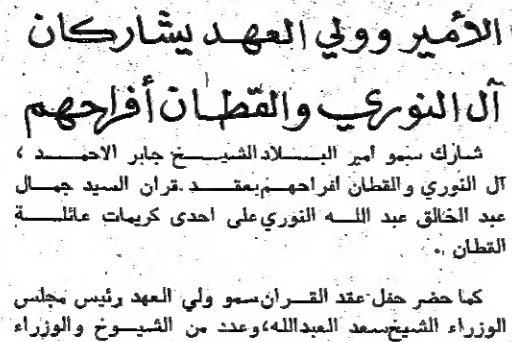 الأمير وولي العهد يشاركان
آل النوري والقطان أفراحهم
شارك سمو امير البلاد الشيخ جابر الاحمد ،
آل النوري والقطان افراحهم بعقد قران السيد جمال
عبد الخالق عبد الله النوري على احدى كريمات عائلة
القطان .
كما حضر حفل عقد القران سمو ولي العهد رئيس مجلس
الوزراء الشيخ سعد العبدالله ، وعدد من الشيوخ والوزراء